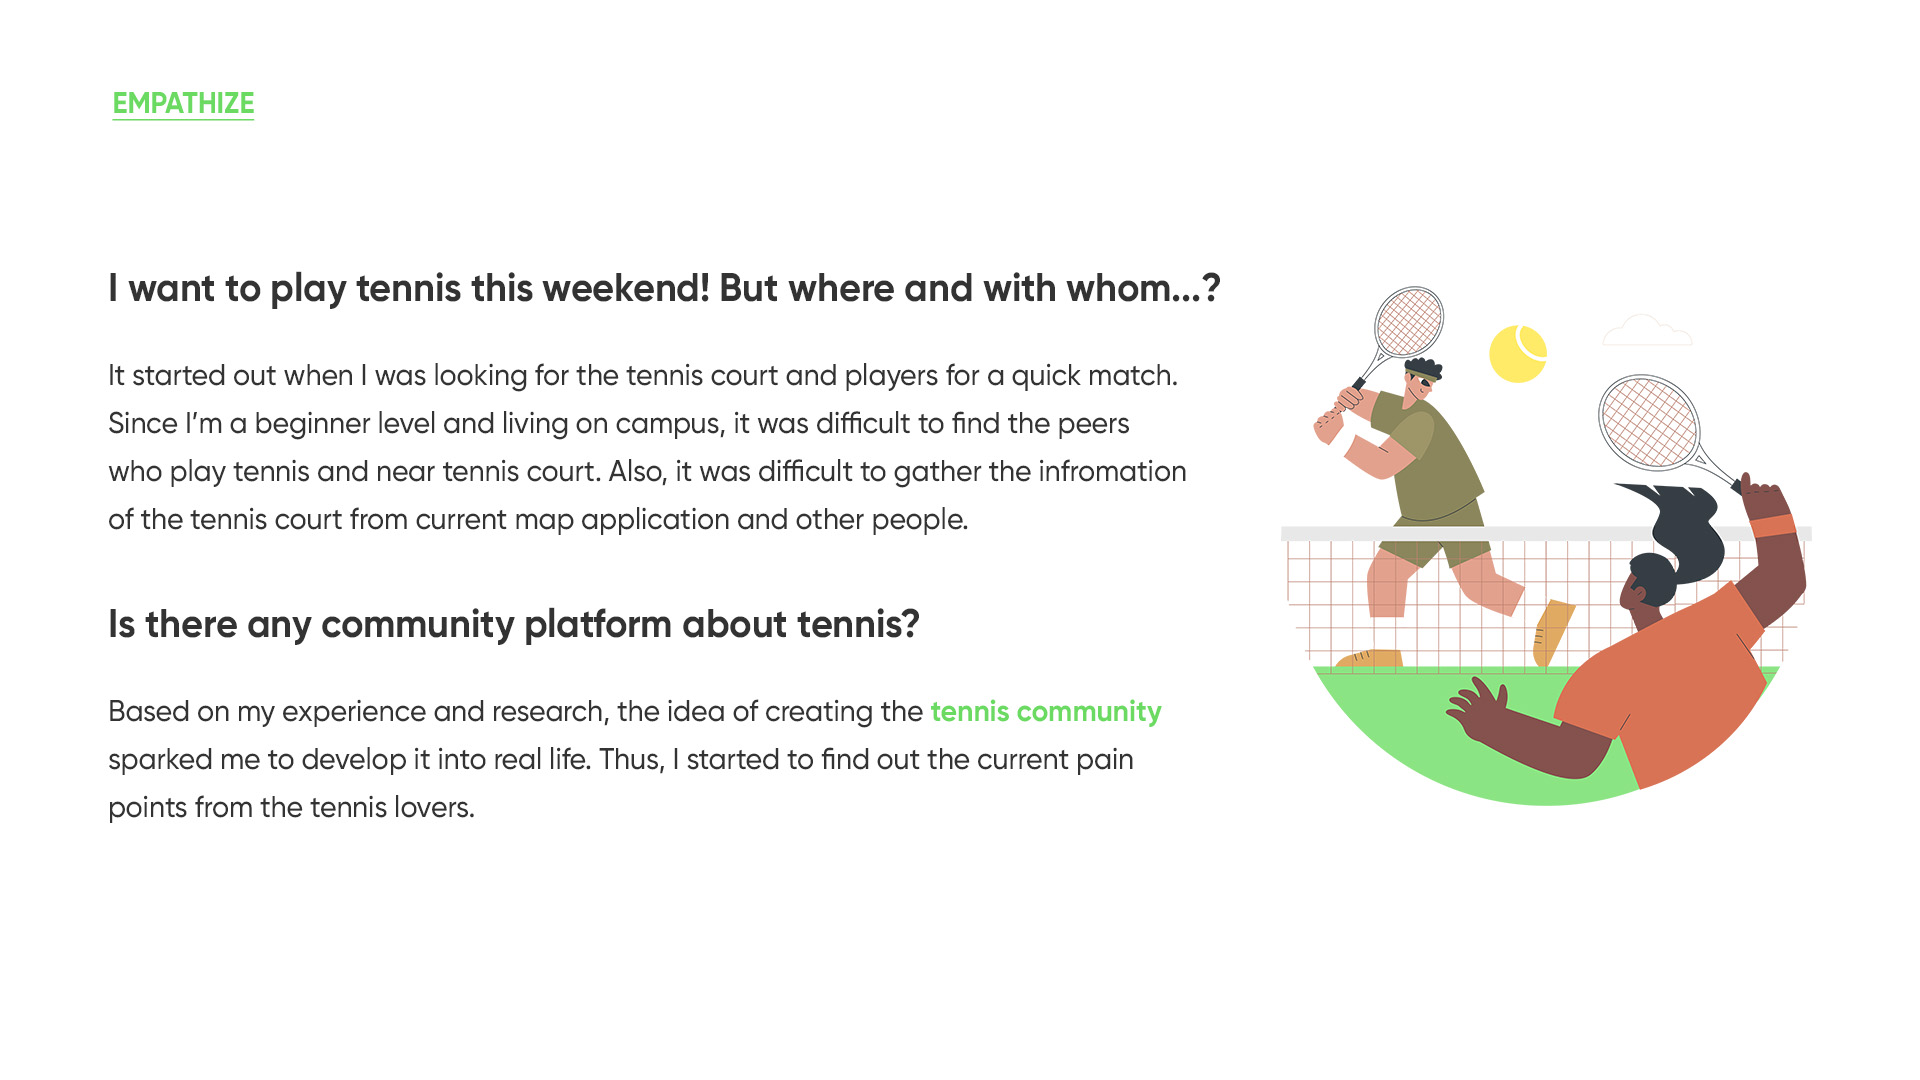 EMPATHIZE
I want to play tennis this weekend! But where and with whom...?
It started out when I was looking for the tennis court and players for a quick match.
Since I’m a beginner level and living on campus, it was difficult to find the peers
who play tennis and near tennis court. Also, it was difficult to gather the infromation
of the tennis court from current map application and other people.
Is there any community platform about tennis?
Based on my experience and research, the idea of creating the tennis community
sparked me to develop it into real life. Thus, I started to find out the current pain
points from the tennis lovers.